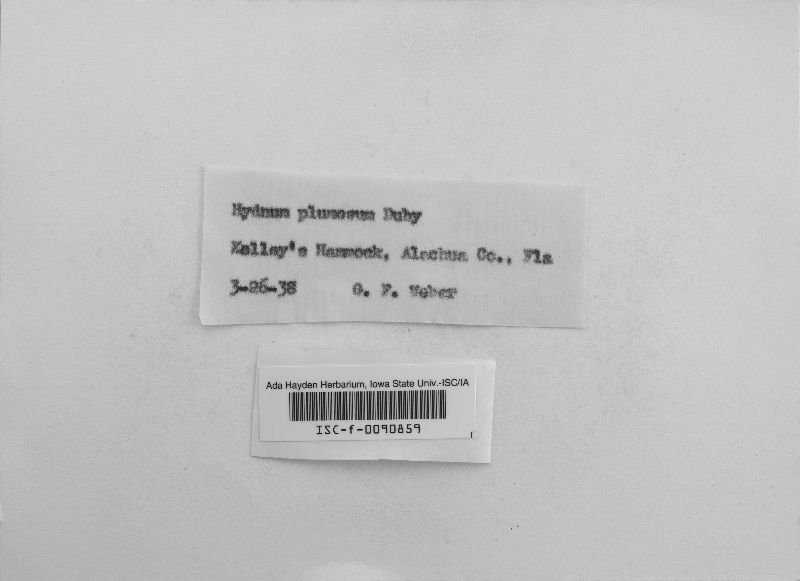 Hydnum plumosum Duby
Kelley's Hammock, Alachua Co., Fla
3-26-38 G. F. Weber
Ada Hayden Herbarium, Iowa State Univ.-ISC/IA
ISC-f-0090859